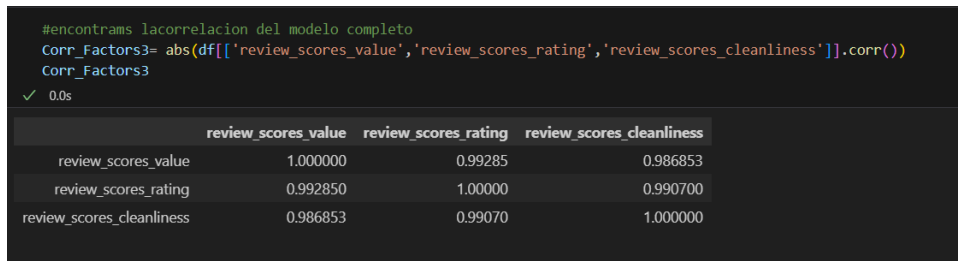 #encontrams lacorrelacion del modelo completo
Corr_Factors3= abs(df[['review_scores_value','review_scores_rating','review_scores_cleanliness']].corr())
Corr_Factors3
✓ 0.0s
review_scores_value review_scores_rating review_scores_cleanliness
review_scores_value 1.000000 0.99285 0.986853
review_scores_rating 0.992850 1.00000 0.990700
review_scores_cleanliness 0.986853 0.99070 1.000000